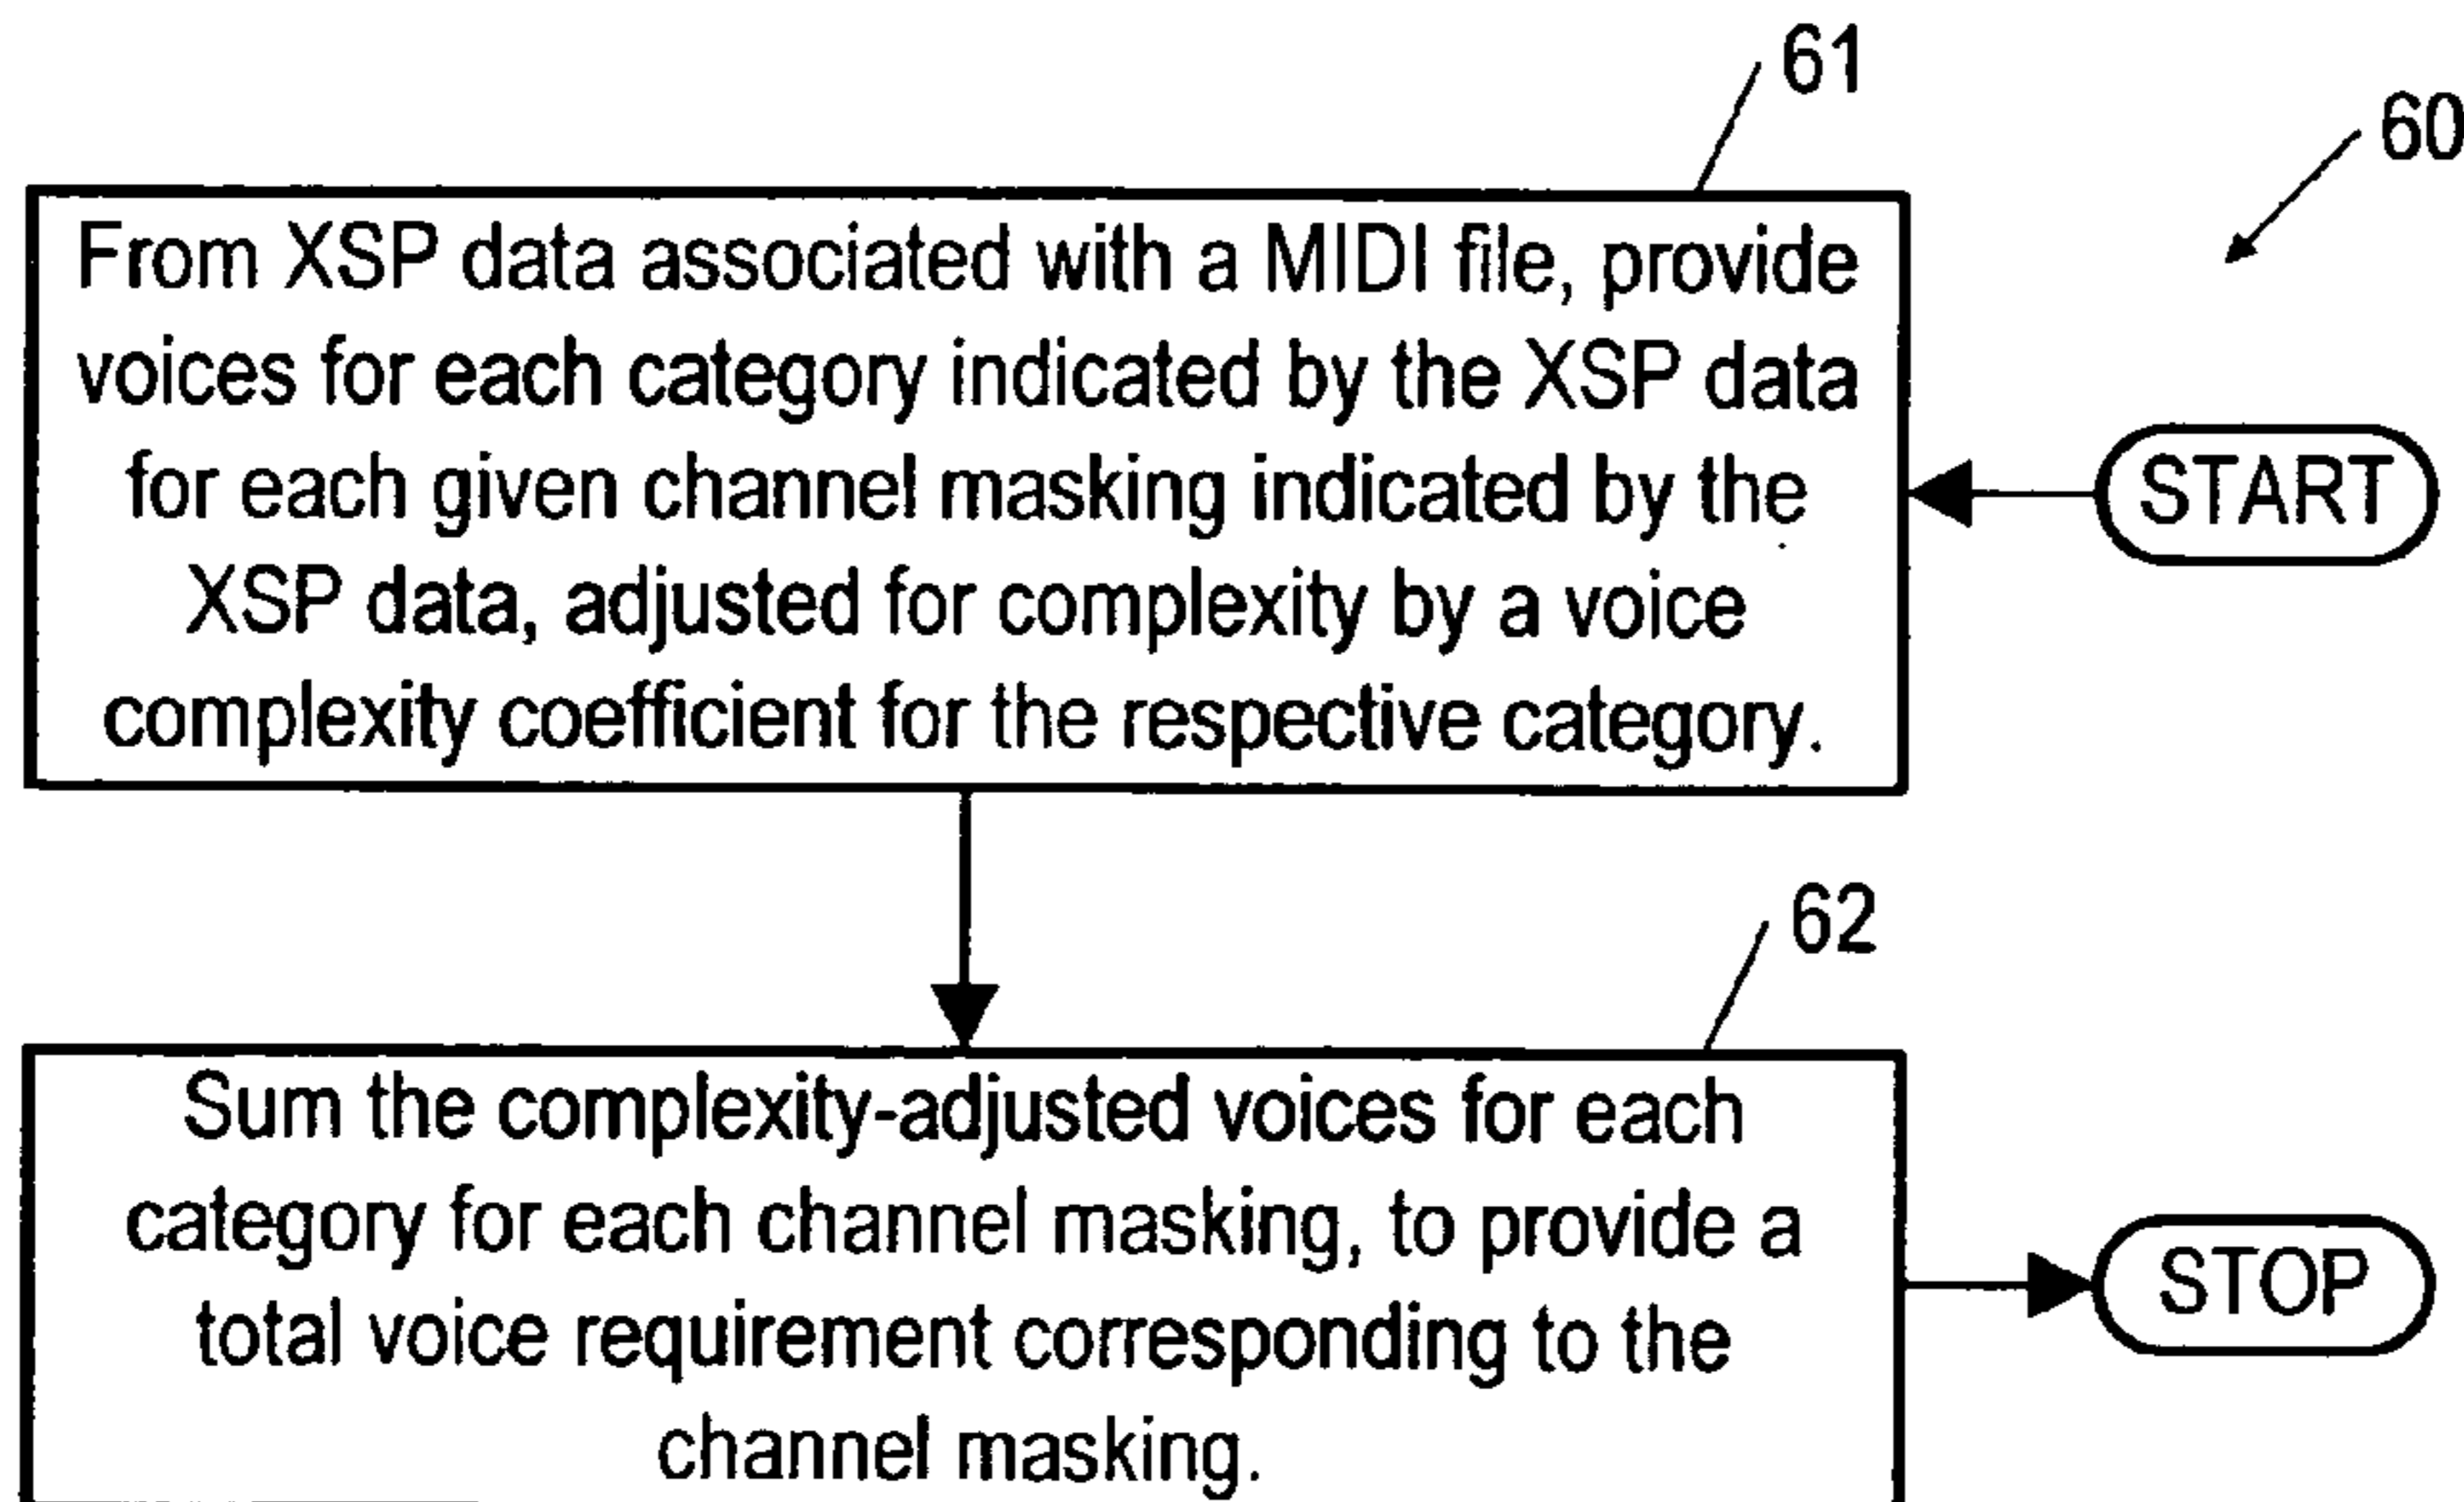 61
60
From XSP data associated with a MIDI file, provide
voices for each category indicated by the XSP data
for each given channel masking indicated by the
XSP data, adjusted for complexity by a voice
complexity coefficient for the respective category.
START
62
Sum the complexity-adjusted voices for each
category for each channel masking, to provide a
total voice requirement corresponding to the
channel masking.
STOP